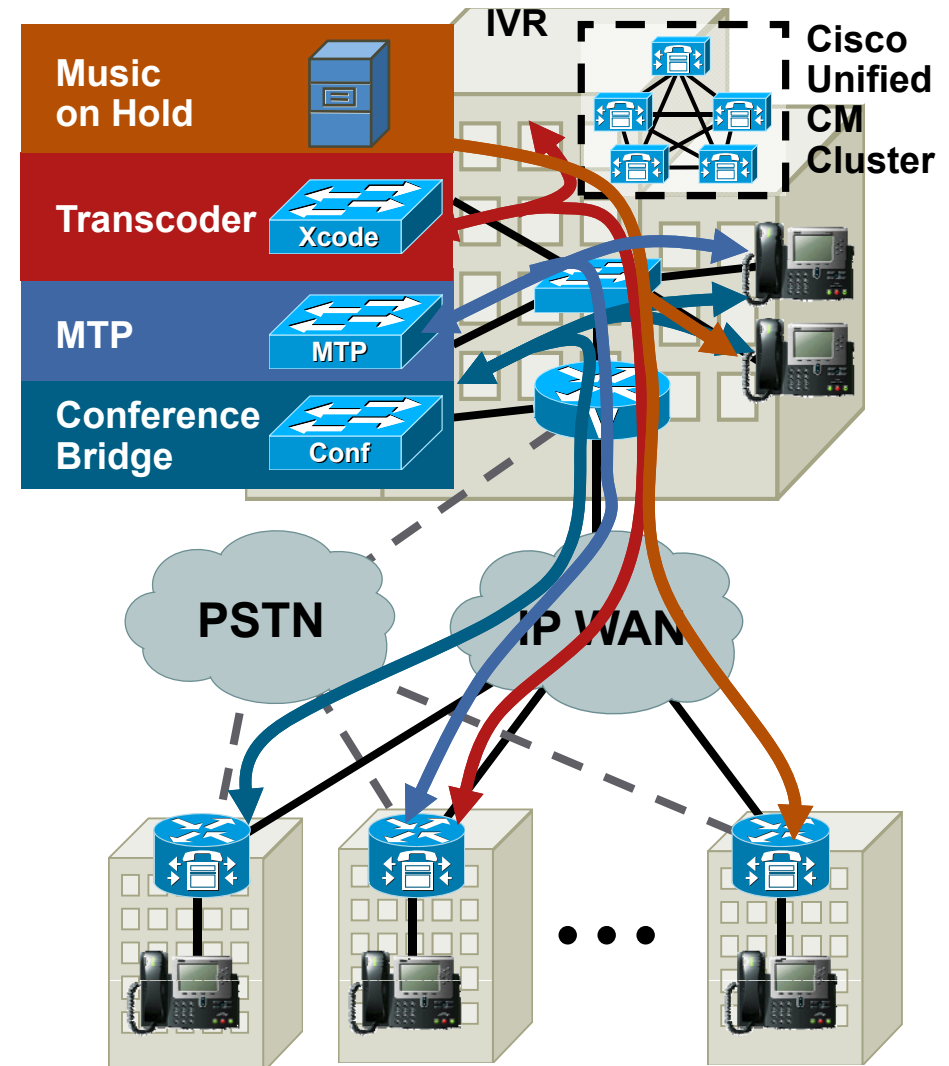 IVR
Cisco
Unified
CM
Cluster
Music
on Hold
Transcoder
Xcode
MTP
MTP
Conference
Bridge
Conf
V
PSTN
IP WAN